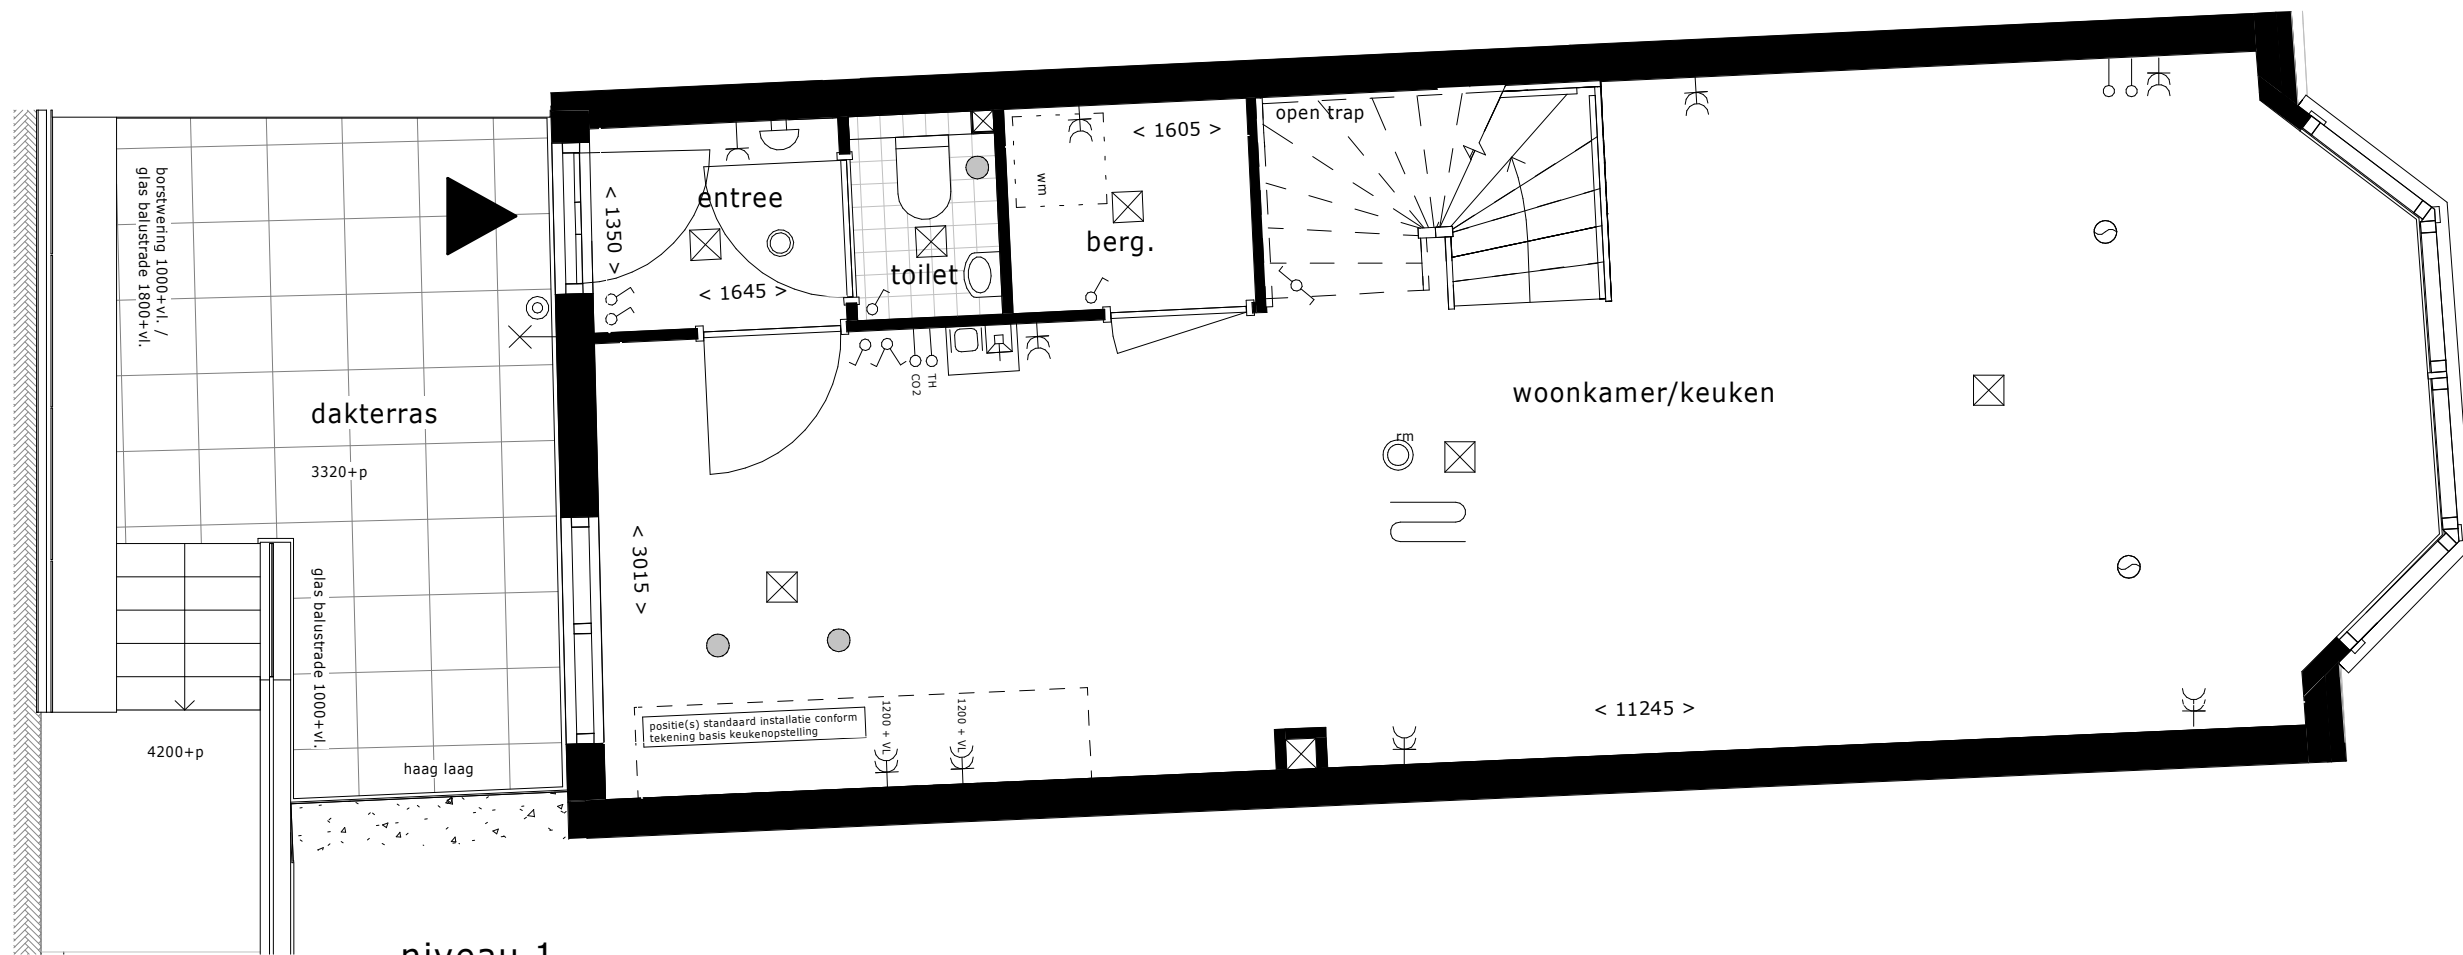 open trap
< 1605 >
borstwering 1000+vl. /
glas balustrade 1800+vl.
wm
entree
< 1350 >
berg.
toilet
< 1645 >
CO2
TH
woonkamer/keuken
dakterras
rm
3320+p
< 3015 >
glas balustrade 1000+vl.
1200 + VL
1200 + VL
positie(s) standaard installatie conform
tekening basis keukenopstelling
< 11245 >
4200+p
haag laag
niveau 1